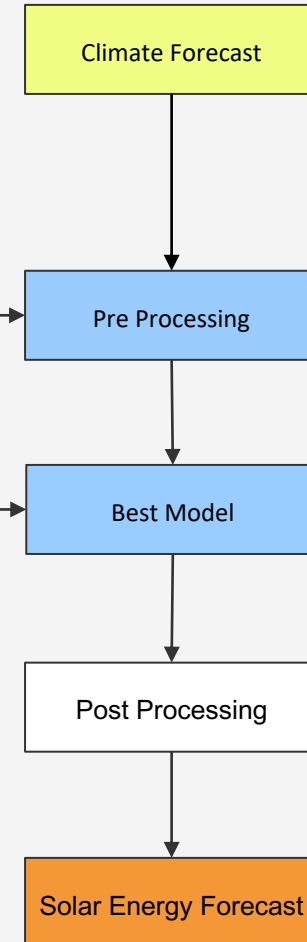 Climate Forecast
Pre Processing
Best Model
Post Processing
Solar Energy Forecast